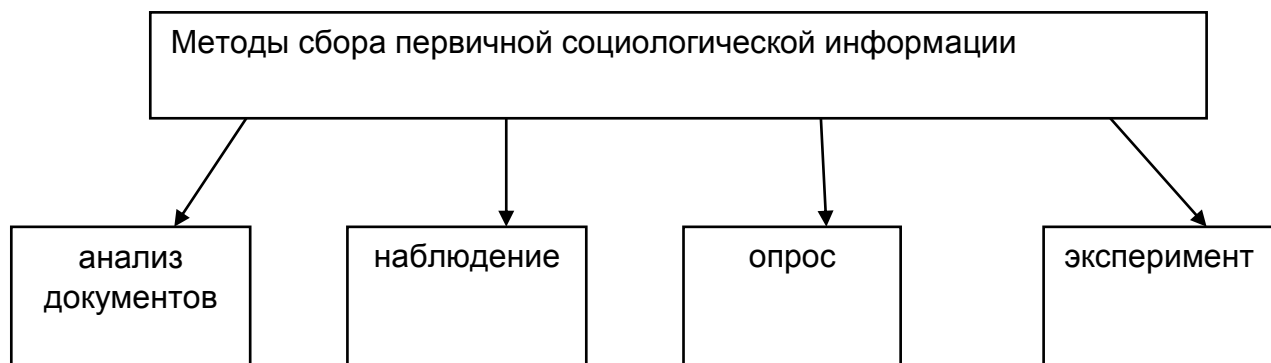 Методы сбора первичной социологической информации
анализ
документов
наблюдение
опрос
эксперимент